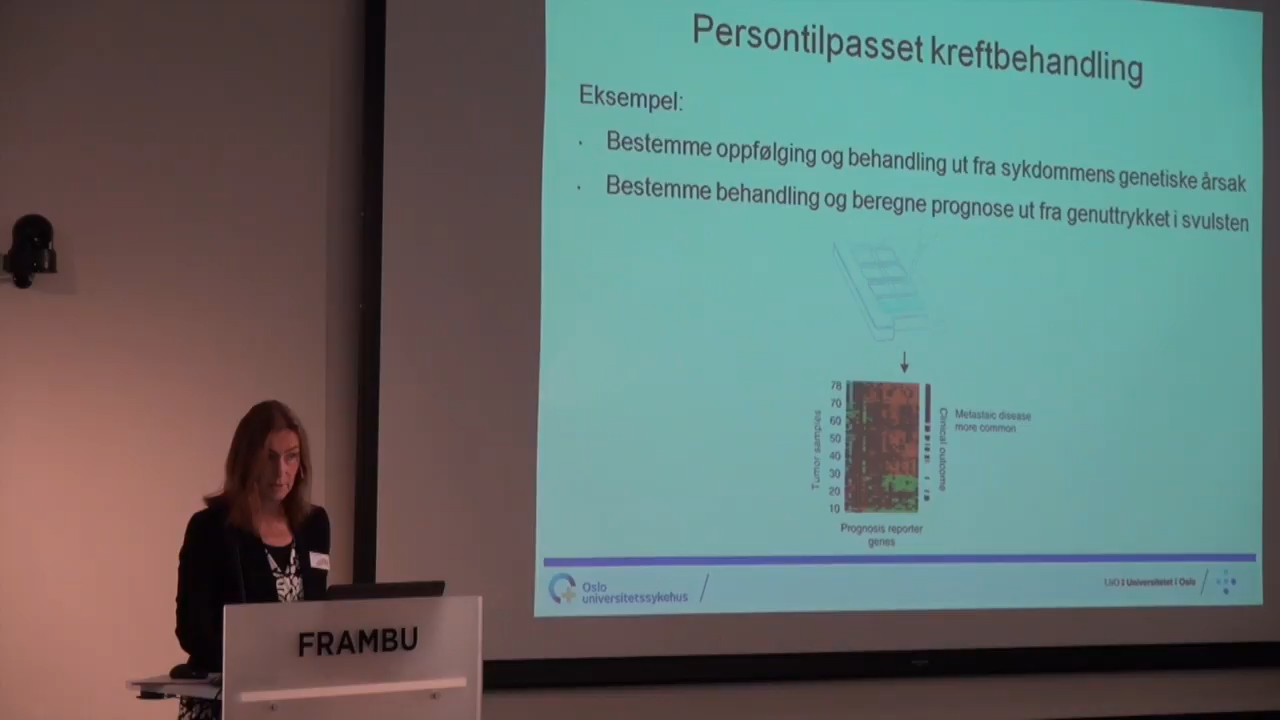 Persontilpasset kreftbehandling
Eksempel:
· Bestemme oppfølging og behandling ut fra sykdommens genetiske årsak
· Bestemme behandling og beregne prognose ut fra genuttrykket i svulsten
78
70
60
50
40
30
20
10
Tumor samples
Clinical outcome
Metastasic disease
more common
Prognosis reporter
genes
Oslo
universitetssykehus
UiO I Universitetet i Oslo
FRAMBU